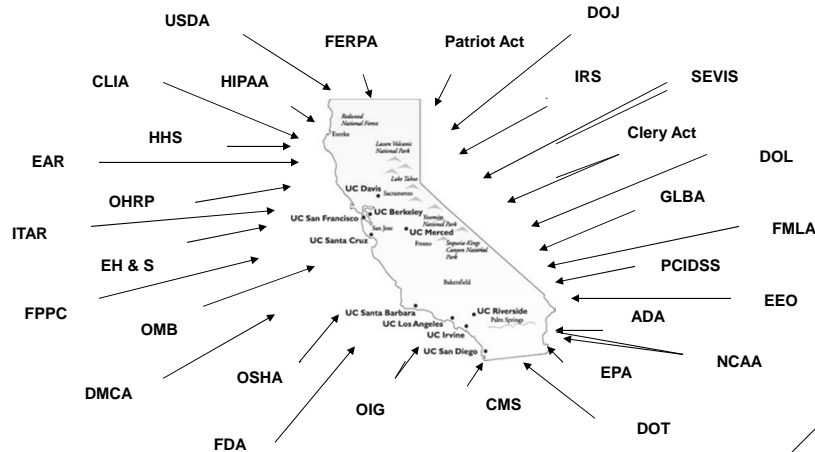 USDA
FERPA
Patriot Act
DOJ
CLIA
HIPAA
IRS
SEVIS
HHS
Clery Act
EAR
DOL
OHRP
GLBA
ITAR
FMLA
EH & S
PCIDSS
FPPC
OMB
EEO
ADA
DMCA
OSHA
OIG
CMS
EPA
NCAA
FDA
DOT
Redwood
National Forest
Eureka
Lassen Volcanic
National Park
Lake Tahoe
UC Davis
Sacramento
UC Berkeley
UC San Francisco
Yosemite
National Park
San Jose
UC Merced
UC Santa Cruz
Fresno
Sequoia-Kings
Canyon National
Park
Bakersfield
UC Santa Barbara
UC Los Angeles
UC Riverside
Palm Springs
UC Irvine
UC San Diego